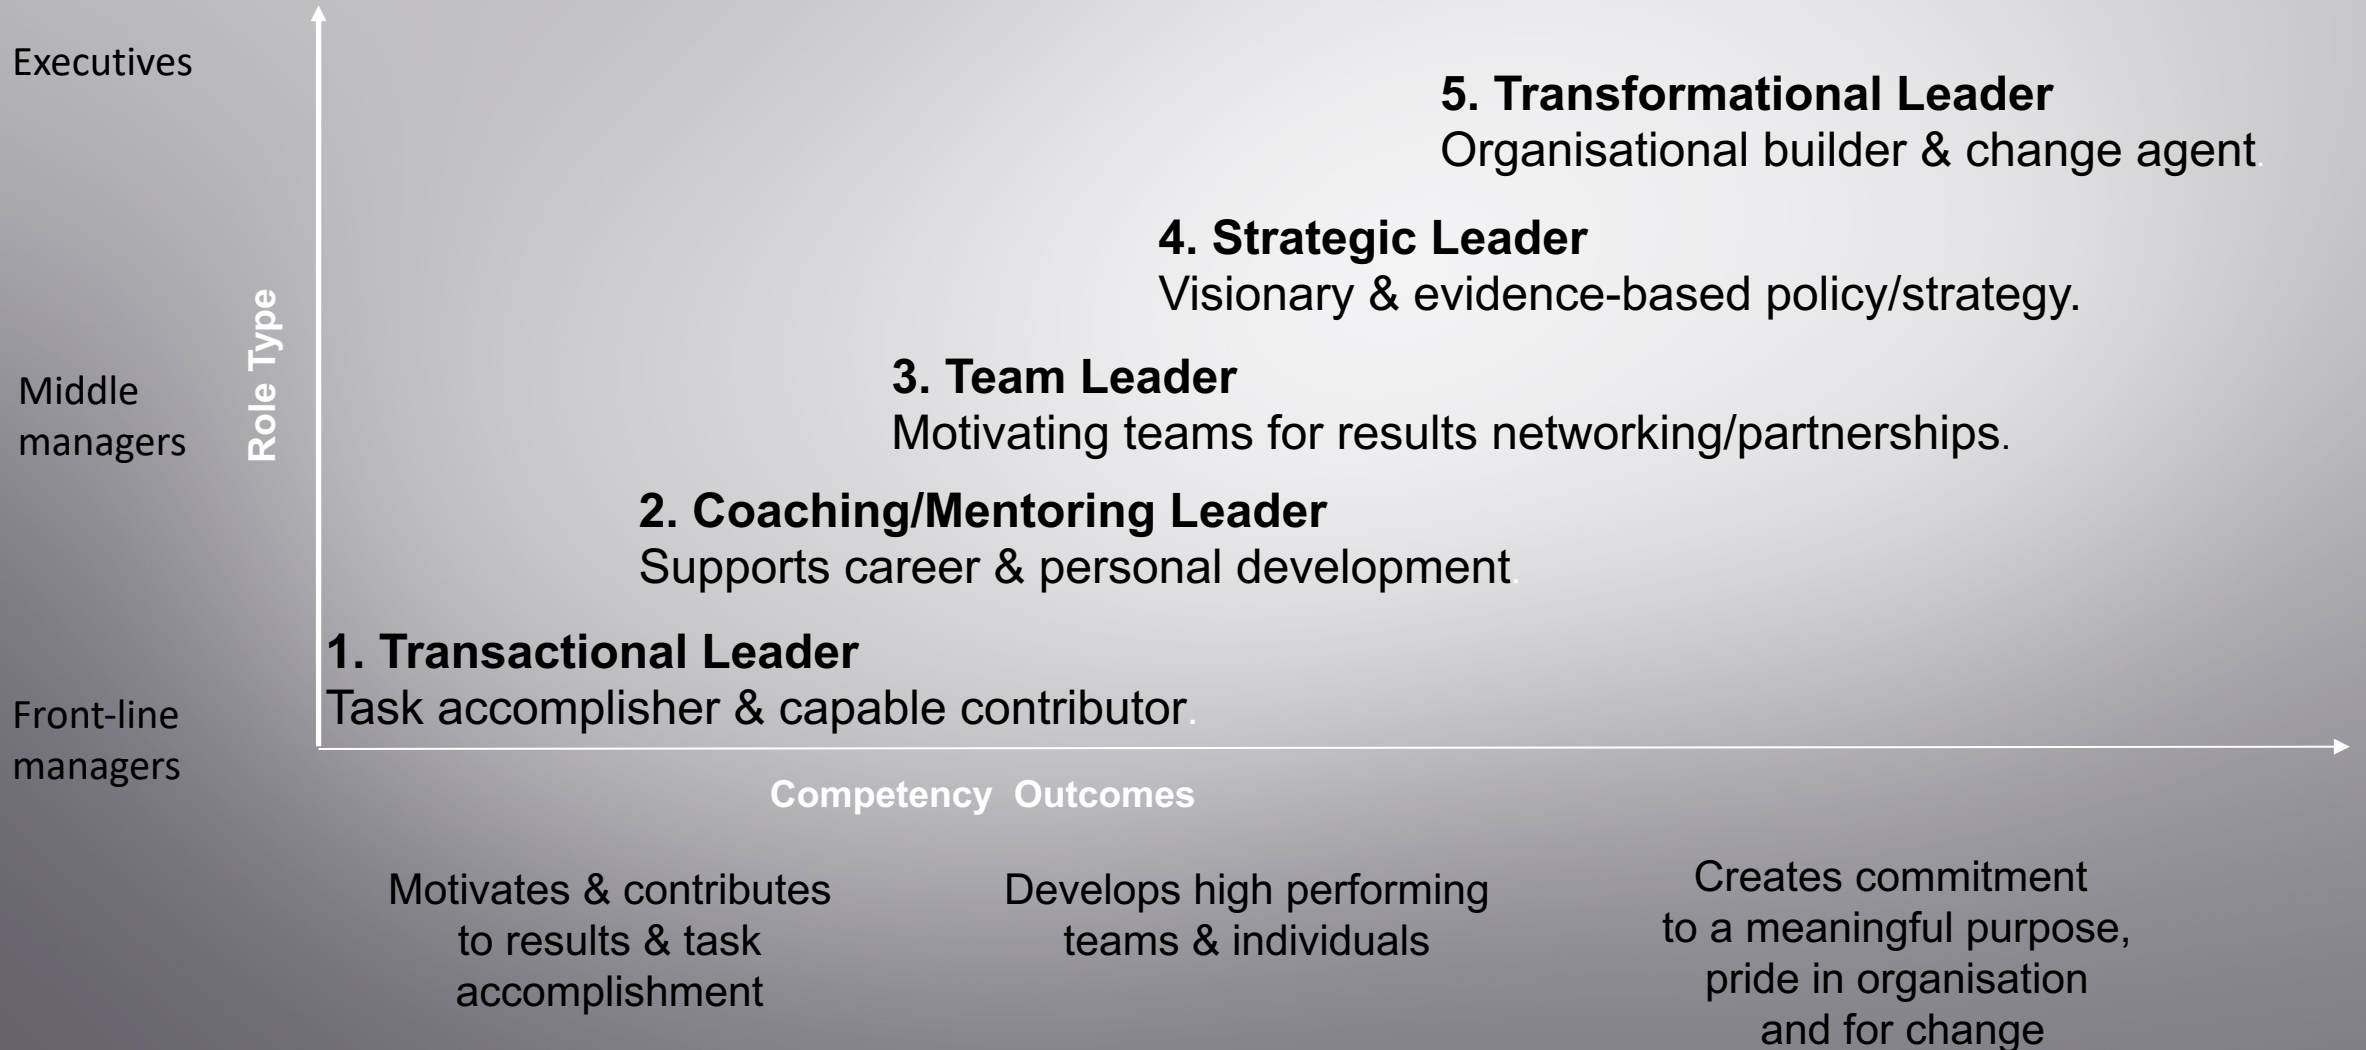 Executives
5. Transformational Leader
Organisational builder & change agent.
4. Strategic Leader
Visionary & evidence-based policy/strategy.
Role Type
Middle
managers
3. Team Leader
Motivating teams for results networking/partnerships.
2. Coaching/Mentoring Leader
Supports career & personal development.
1. Transactional Leader
Task accomplisher & capable contributor.
Front-line
managers
Competency Outcomes
Motivates & contributes
to results & task
accomplishment
Develops high performing
teams & individuals
Creates commitment
to a meaningful purpose,
pride in organisation
and for change